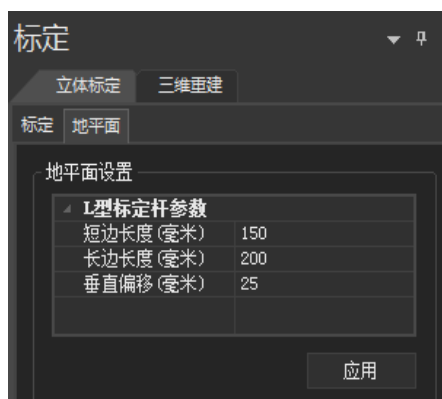 标定
立体标定 三维重建
标定 地平面
地平面设置
L型标定杆参数
短边长度(毫米) 150
长边长度(毫米) 200
垂直偏移(毫米) 25
应用